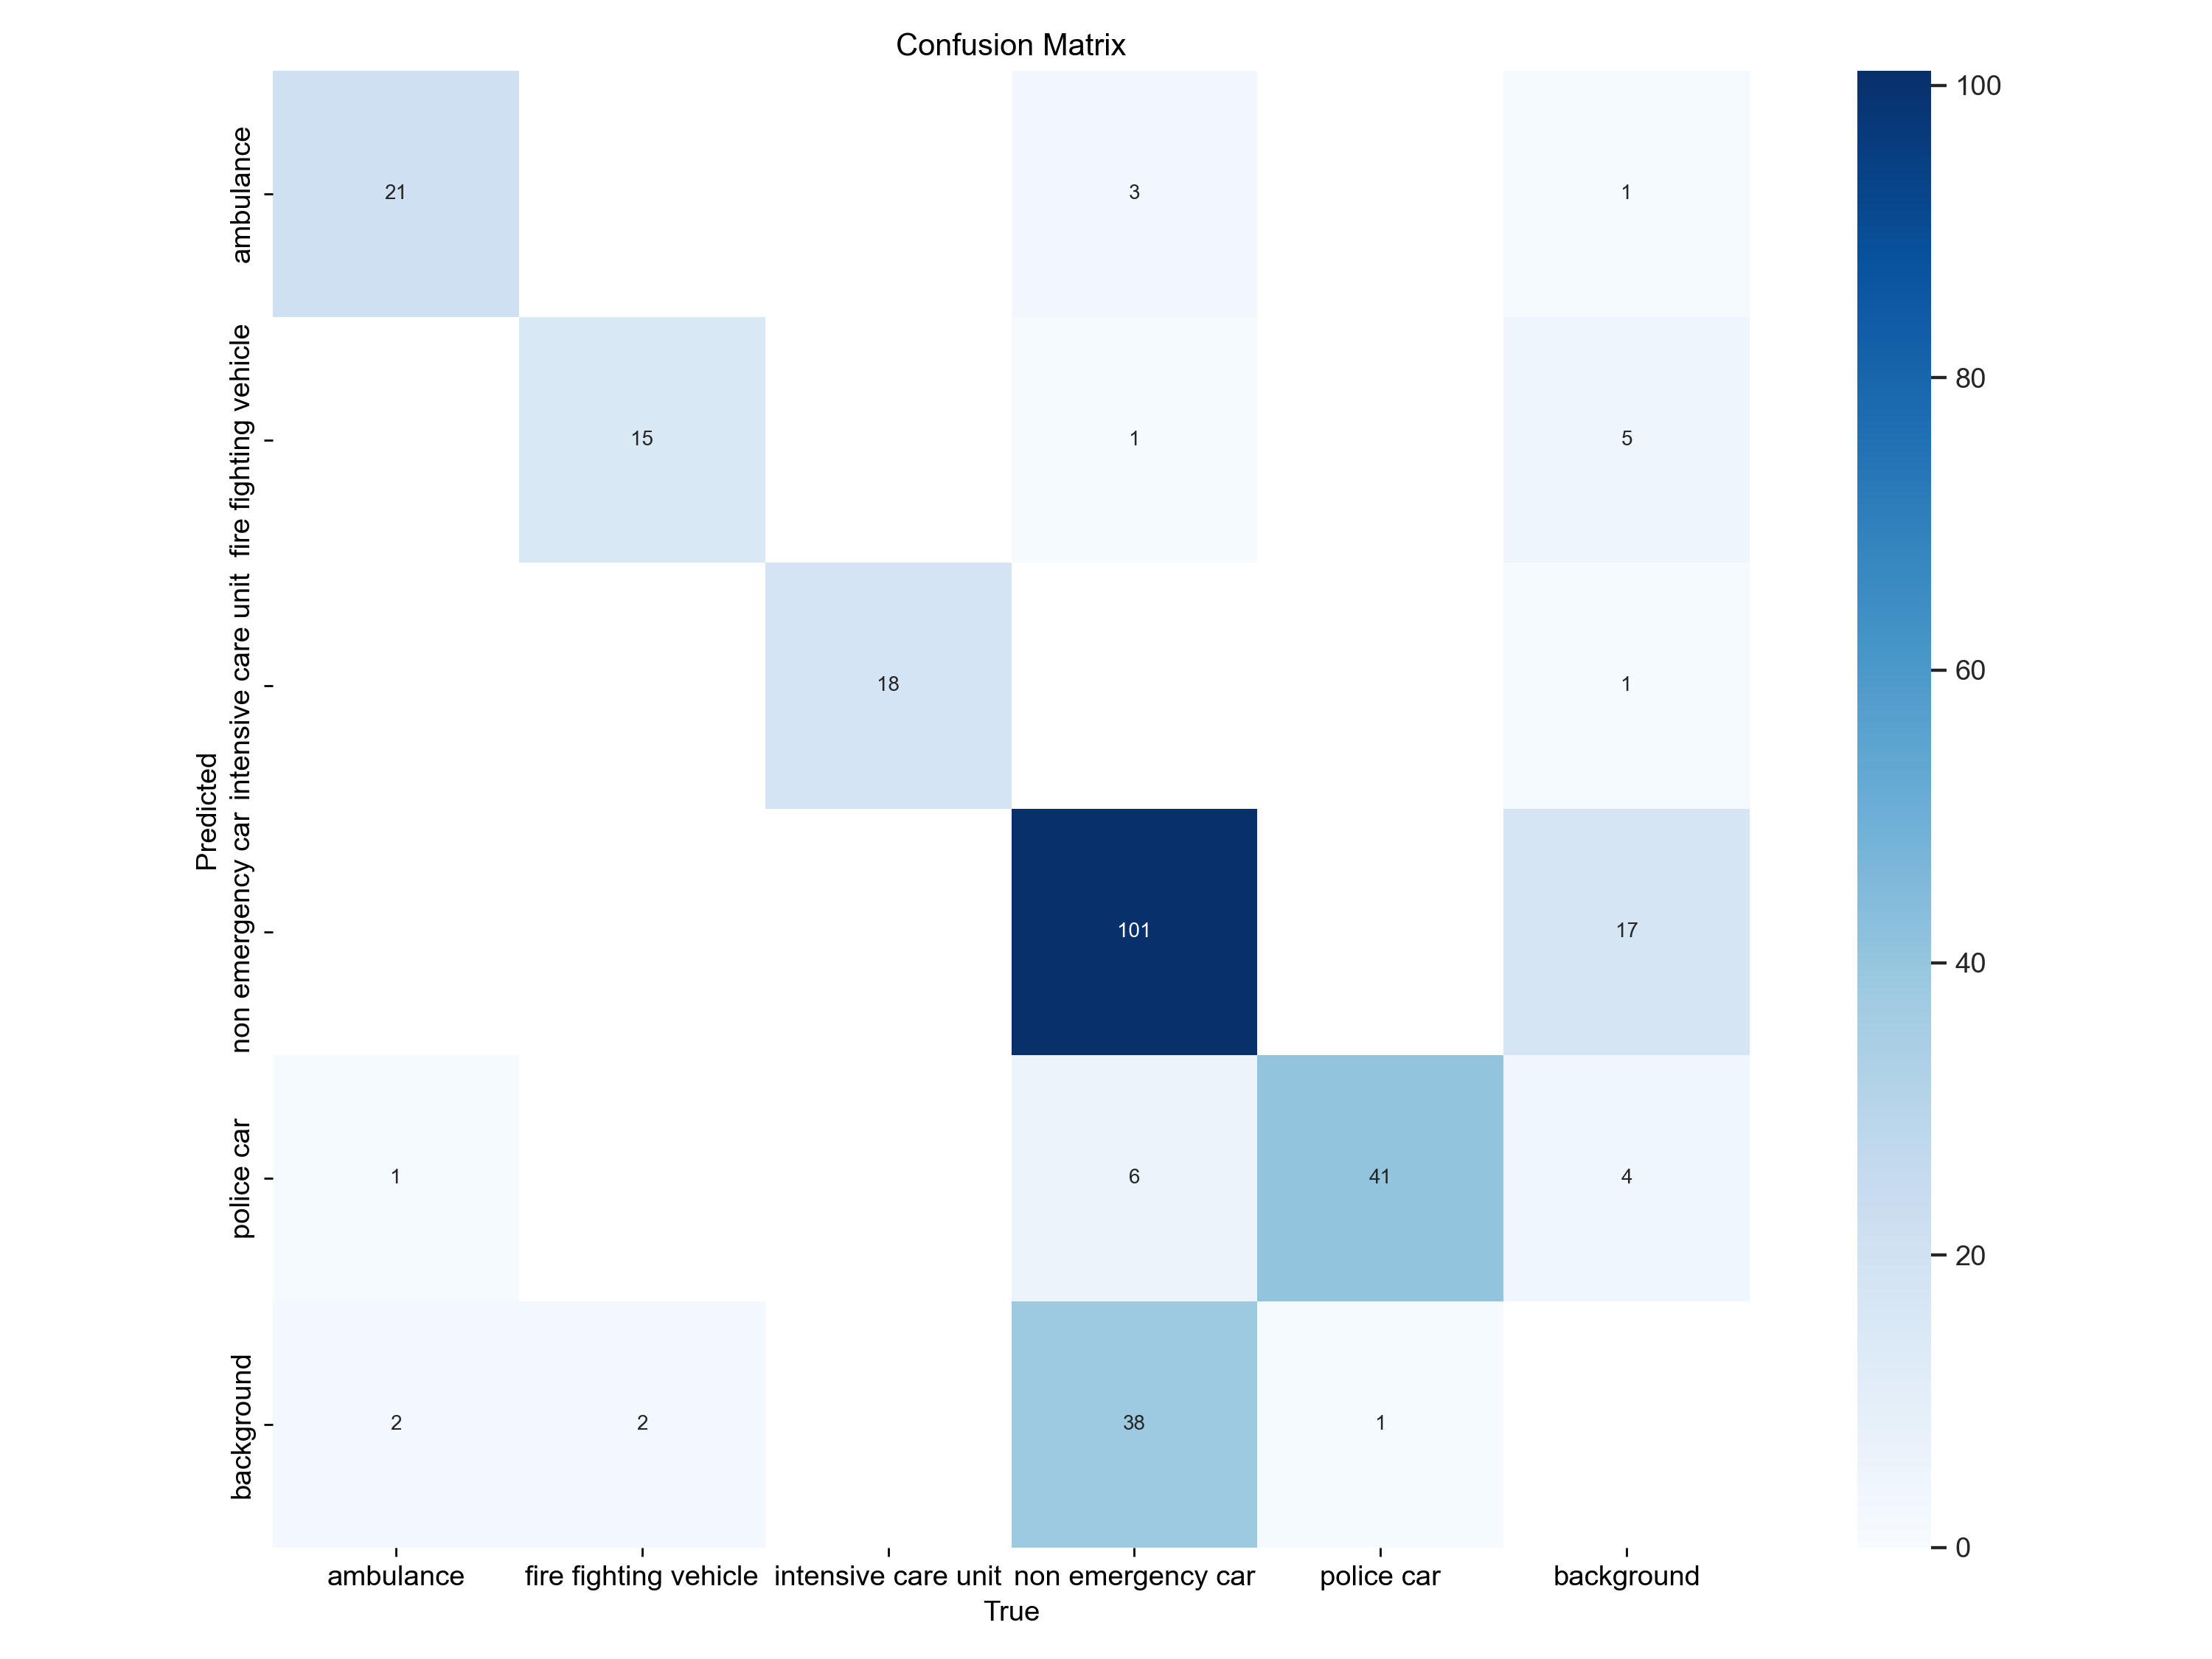 Confusion Matrix
ambulance
21
3
1
100
fire fighting vehicle
15
1
5
80
intensive care unit
18
1
60
Predicted
non emergency car
101
17
40
police car
1
6
41
4
20
background
2
2
38
1
0
ambulance
fire fighting vehicle
intensive care unit
non emergency car
police car
background
True